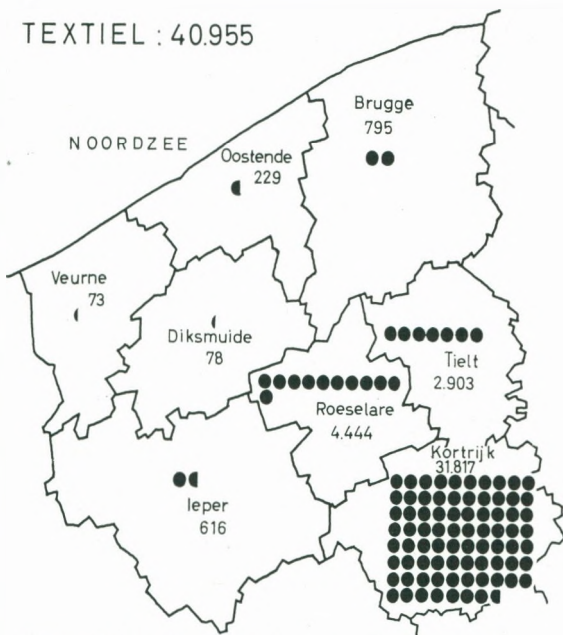 TEXTIEL : 40.955
Brugge
795
NOORDZEE
Oostende
229
Veurne
73
Diksmuide
78
Tielt
2.903
Roeselare
4.444
Kortrijk
31.817
Ieper
616